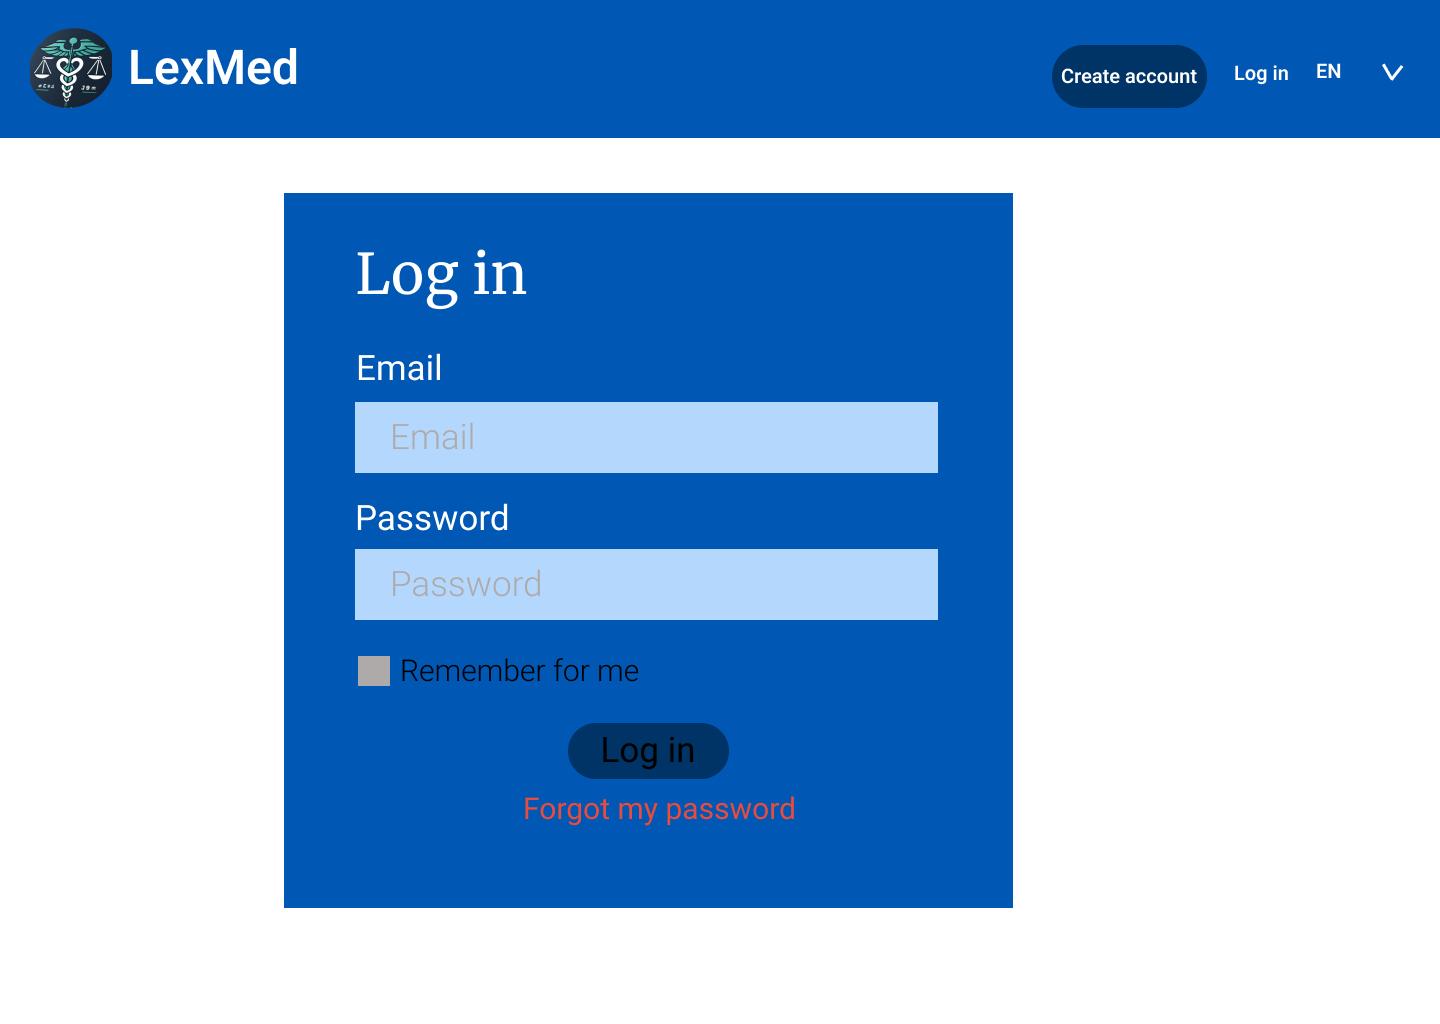 LexMed
Create account
Log in
EN
Log in
Email
Email
Password
Password
Remember for me
Log in
Forgot my password